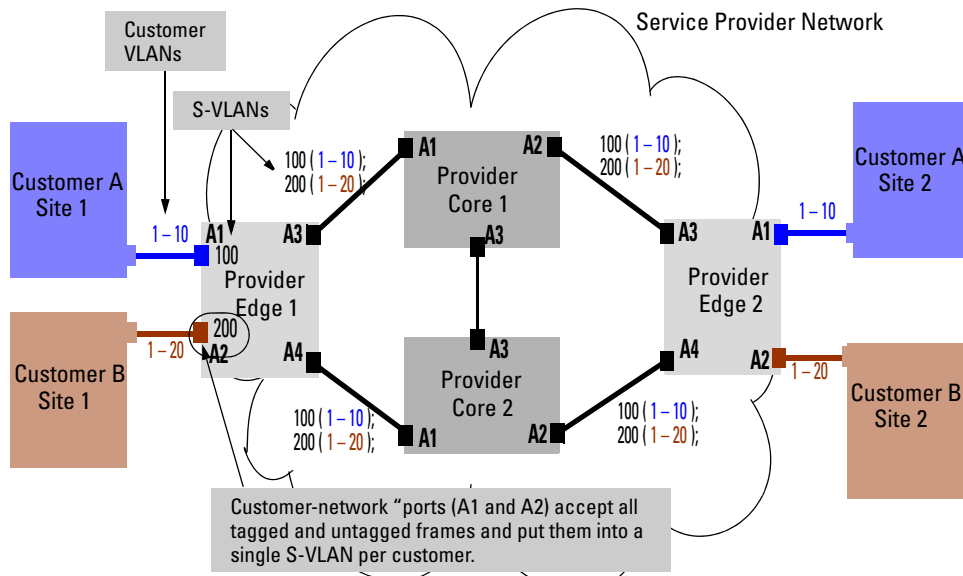 Service Provider Network
Customer
VLANs
S-VLANs
Customer A
Site 1
1 – 10
A1
100
Provider
Edge 1
A3
100 ( 1 – 10 );
200 ( 1 – 20 );
A1
A2
Provider
Core 1
A3
100 ( 1 – 10 );
200 ( 1 – 20 );
A3
A1
Provider
Edge 2
1 – 10
Customer A
Site 2
Customer B
Site 1
1 – 20
200
A2
A4
100 ( 1 – 10 );
200 ( 1 – 20 );
A3
Provider
Core 2
A1
A2
100 ( 1 – 10 );
200 ( 1 – 20 );
A4
A2
1 – 20
Customer B
Site 2
Customer-network “ports (A1 and A2) accept all
tagged and untagged frames and put them into a
single S-VLAN per customer.